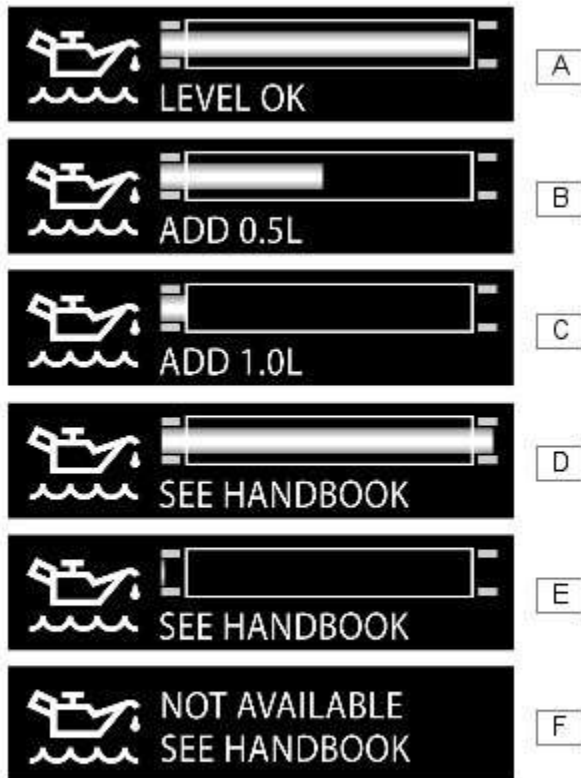 LEVEL OK
A
ADD 0.5L
B
ADD 1.0L
C
SEE HANDBOOK
D
SEE HANDBOOK
E
NOT AVAILABLE
SEE HANDBOOK
F